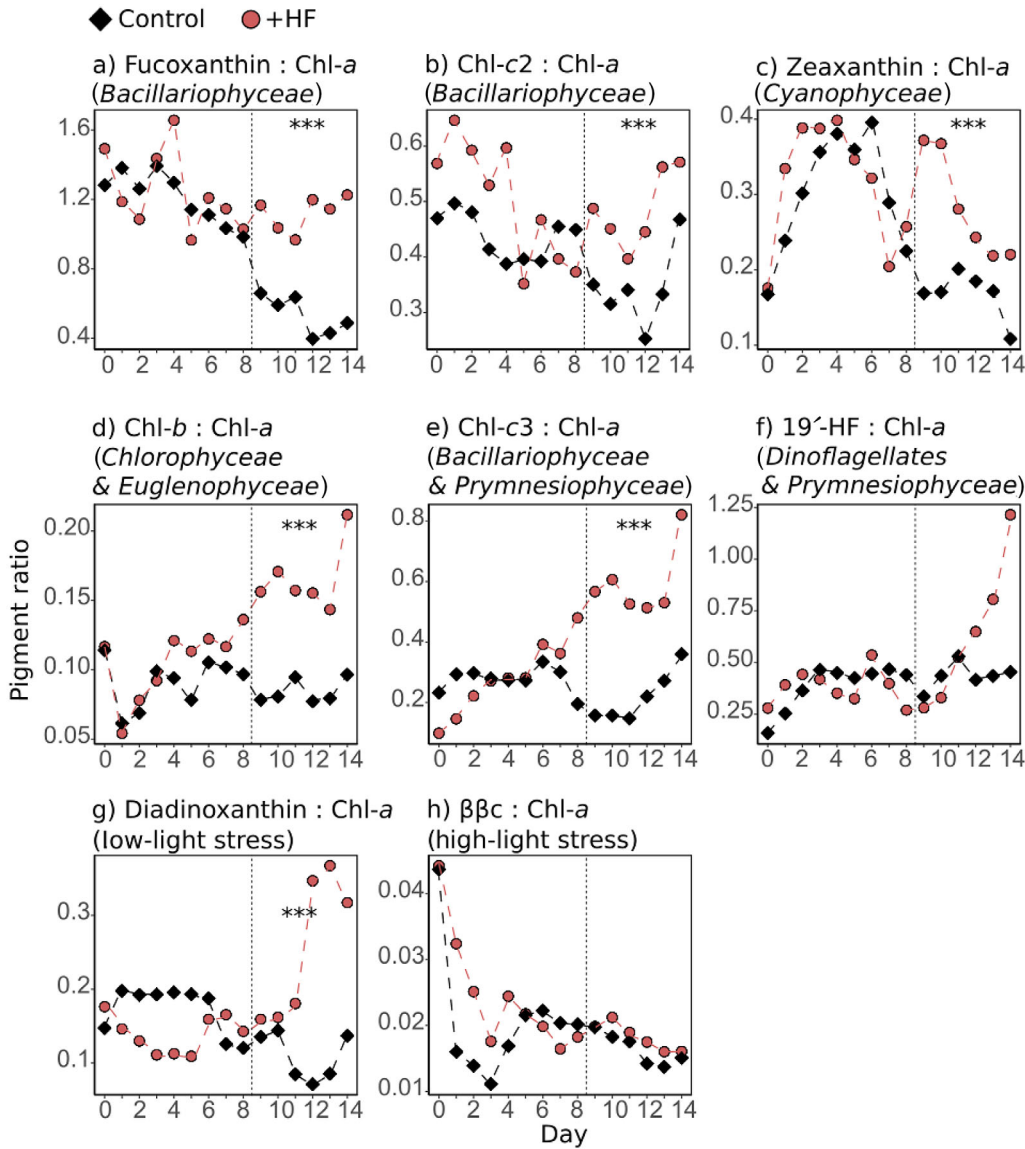 Control +HF
a) Fucoxanthin : Chl-a
(Bacillariophyceae)
b) Chl-c2 : Chl-a
(Bacillariophyceae)
c) Zeaxanthin : Chl-a
(Cyanophyceae)
1.6
1.2
0.8
0.4
***
0 2 4 6 8 10 12 14
0.6
0.5
0.4
0.3
***
0 2 4 6 8 10 12 14
0.4
0.3
0.2
0.1
***
0 2 4 6 8 10 12 14
d) Chl-b : Chl-a
(Chlorophyceae
& Euglenophyceae)
e) Chl-c3 : Chl-a
(Bacillariophyceae
& Prymnesiophyceae)
f) 19′-HF : Chl-a
(Dinoflagellates
& Prymnesiophyceae)
Pigment ratio
0.20
0.15
0.10
0.05
***
0 2 4 6 8 10 12 14
0.8
0.6
0.4
0.2
***
0 2 4 6 8 10 12 14
1.25
1.00
0.75
0.50
0.25
0 2 4 6 8 10 12 14
g) Diadinoxanthin : Chl-a
(low-light stress)
h) ββc : Chl-a
(high-light stress)
0.3
0.2
0.1
***
0 2 4 6 8 10 12 14
0.04
0.03
0.02
0.01
0 2 4 6 8 10 12 14
Day